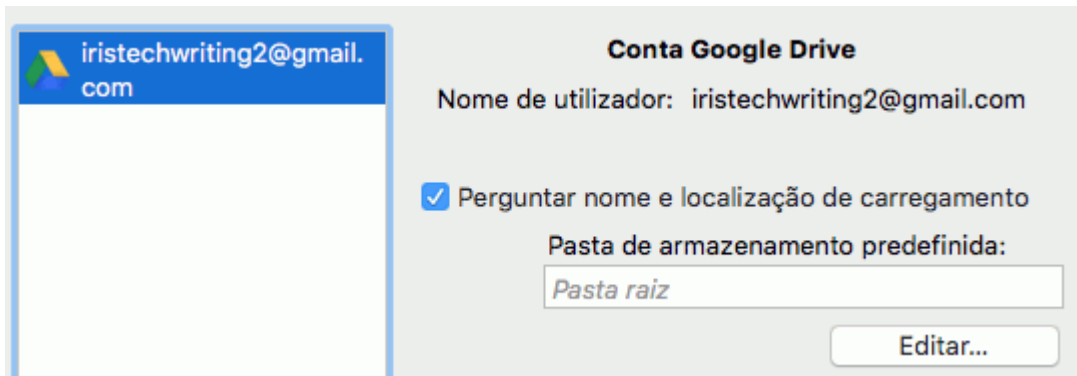 iristechwriting2@gmail.
com
Conta Google Drive
Nome de utilizador: iristechwriting2@gmail.com
Perguntar nome e localização de carregamento
Pasta de armazenamento predefinida:
Pasta raiz
Editar...